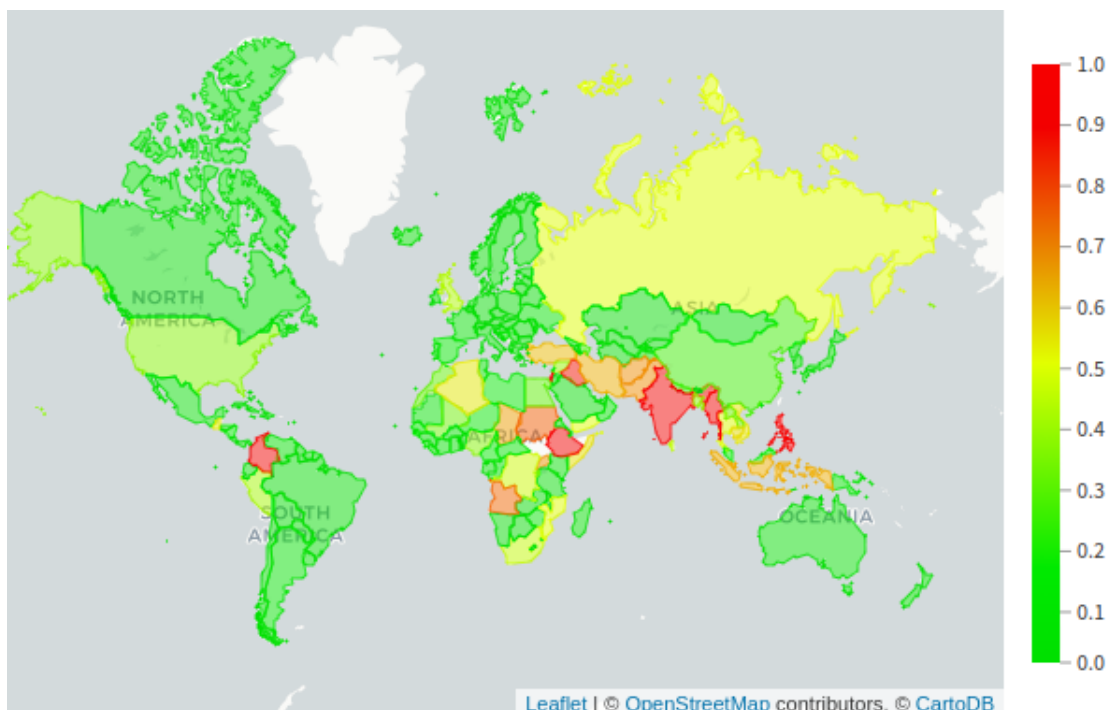 1.0
0.9
0.8
0.7
0.6
0.5
0.4
0.3
0.2
0.1
0.0
NORTH
AMERICA
ASIA
AFRICA
SOUTH
AMERICA
OCEANIA
Leaflet | © OpenStreetMap contributors, © CartoDB